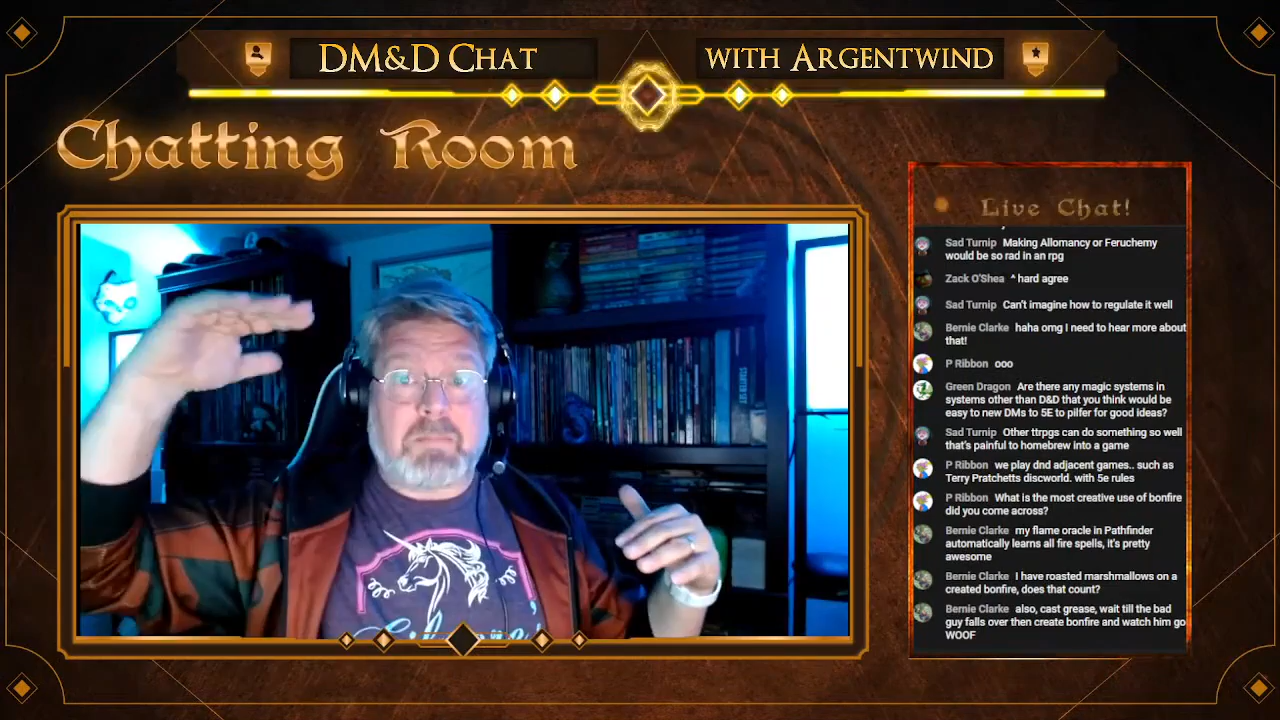 DM&D Chat
with Argentwind
Chatting Room
Live Chat!
Sad Turnip Making Allomancy or Feruchemy
would be so rad in an rpg
Zack O'Shea ^ hard agree
Sad Turnip Can't imagine how to regulate it well
Bernie Clarke haha omg I need to hear more about
that!
P Ribbon ooo
Green Dragon Are there any magic systems in
systems other than D&D that you think would be
easy to new DMs to 5E to pilfer for good ideas?
Sad Turnip Other ttrpgs can do something so well
that's painful to homebrew into a game
P Ribbon we play dnd adjacent games.. such as
Terry Pratchetts discworld. with 5e rules
P Ribbon What is the most creative use of bonfire
did you come across?
Bernie Clarke my flame oracle in Pathfinder
automatically learns all fire spells, it's pretty
awesome
Bernie Clarke I have roasted marshmallows on a
created bonfire, does that count?
Bernie Clarke also, cast grease, wait till the bad
guy falls over then create bonfire and watch him go
WOOF